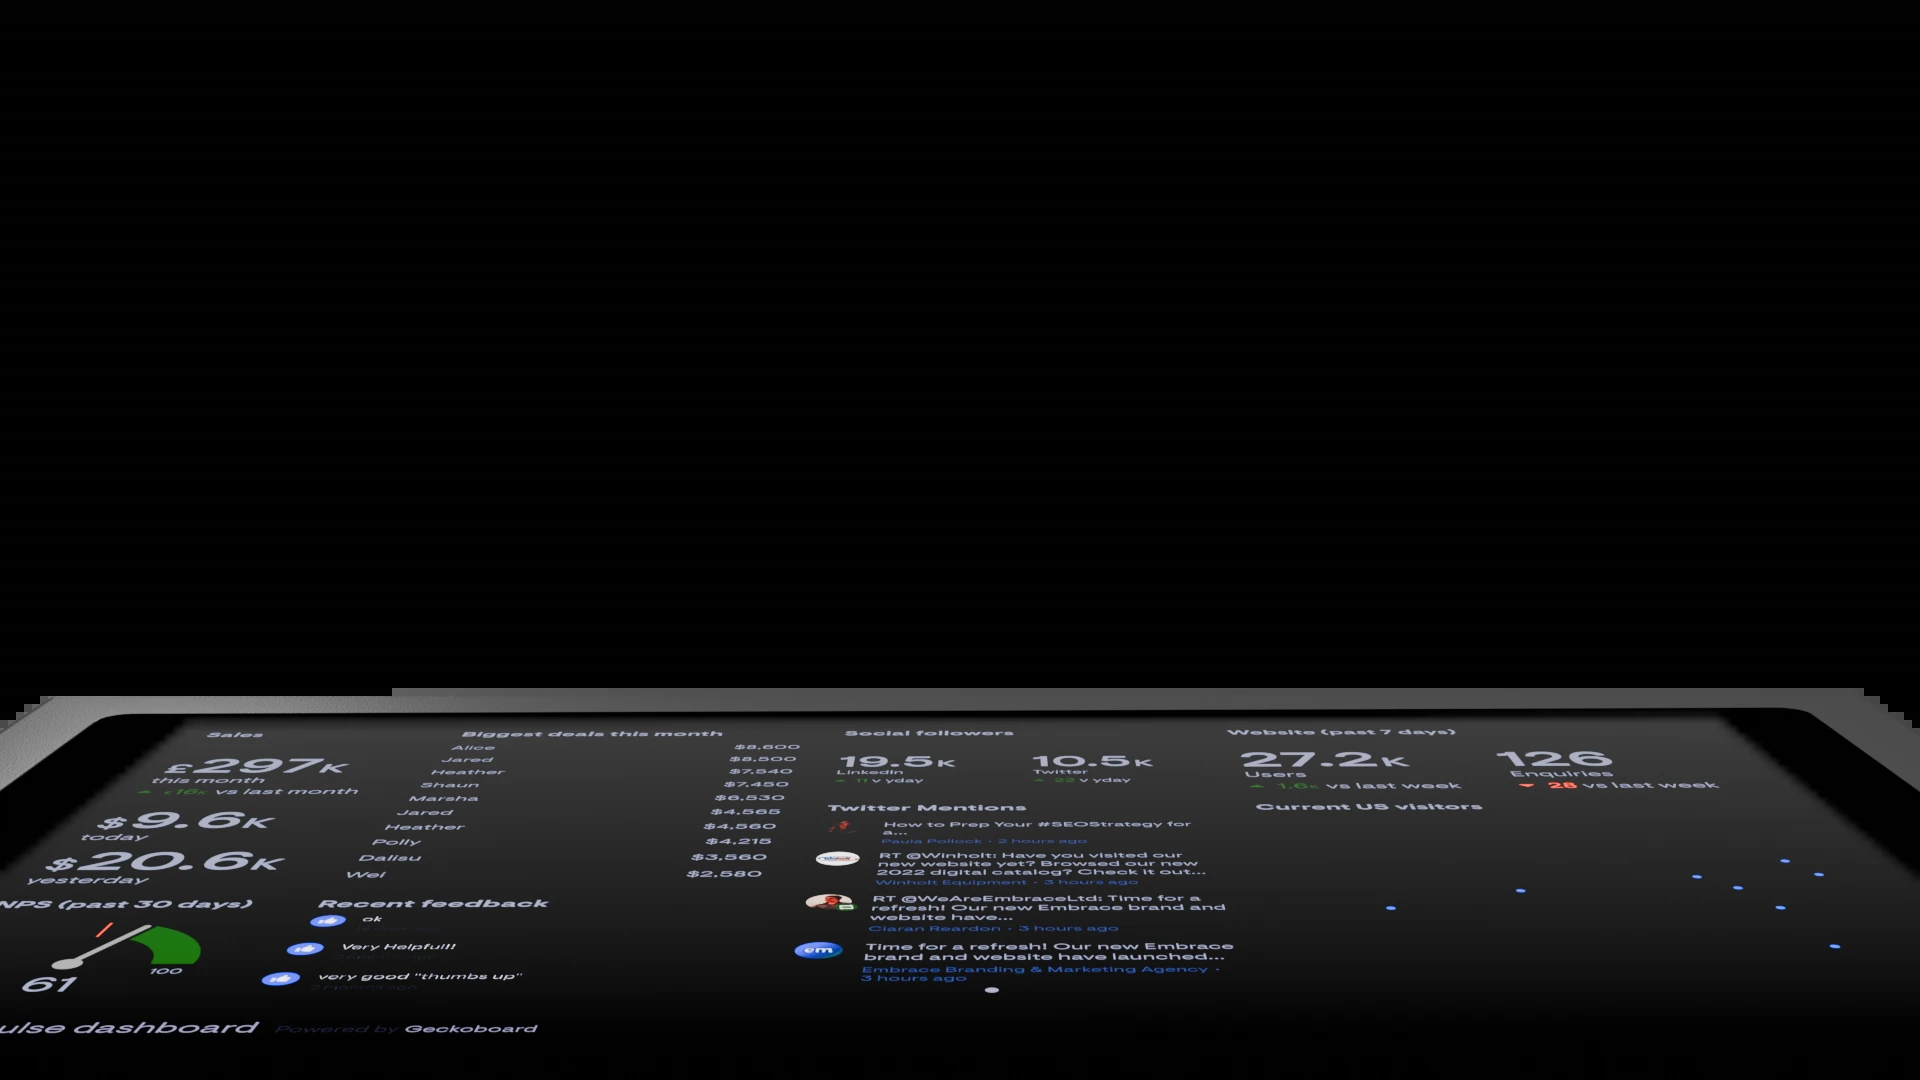 Sales
£297K
this month
£16K vs last month
$9.6K
today
$20.6K
yesterday
NPS (past 30 days)
100
61
Biggest deals this month
Alice $8,600
Jared $8,500
Heather $7,540
Shaun $7,450
Marsha $6,530
Jared $4,565
Heather $4,560
Polly $4,215
Dalisu $3,560
Wei $2,580
Recent feedback
ok
Very Helpful!!
very good "thumbs up"
Social followers
19.5K
LinkedIn
11 v yday
10.5K
Twitter
22 v yday
Twitter Mentions
How to Prep Your #SEOStrategy for
a...
Paula Pollock · 2 hours ago
RT @Winholt: Have you visited our
new website yet? Browsed our new
2022 digital catalog? Check it out...
Winholt Equipment · 3 hours ago
RT @WeAreEmbraceLtd: Time for a
refresh! Our new Embrace brand and
website have...
Ciaran Reardon · 3 hours ago
em
Time for a refresh! Our new Embrace
brand and website have launched...
Embrace Branding & Marketing Agency ·
3 hours ago
Website (past 7 days)
27.2K
Users
1.6K vs last week
126
Enquiries
28 vs last week
Current US visitors
ulse dashboard Powered by Geckoboard